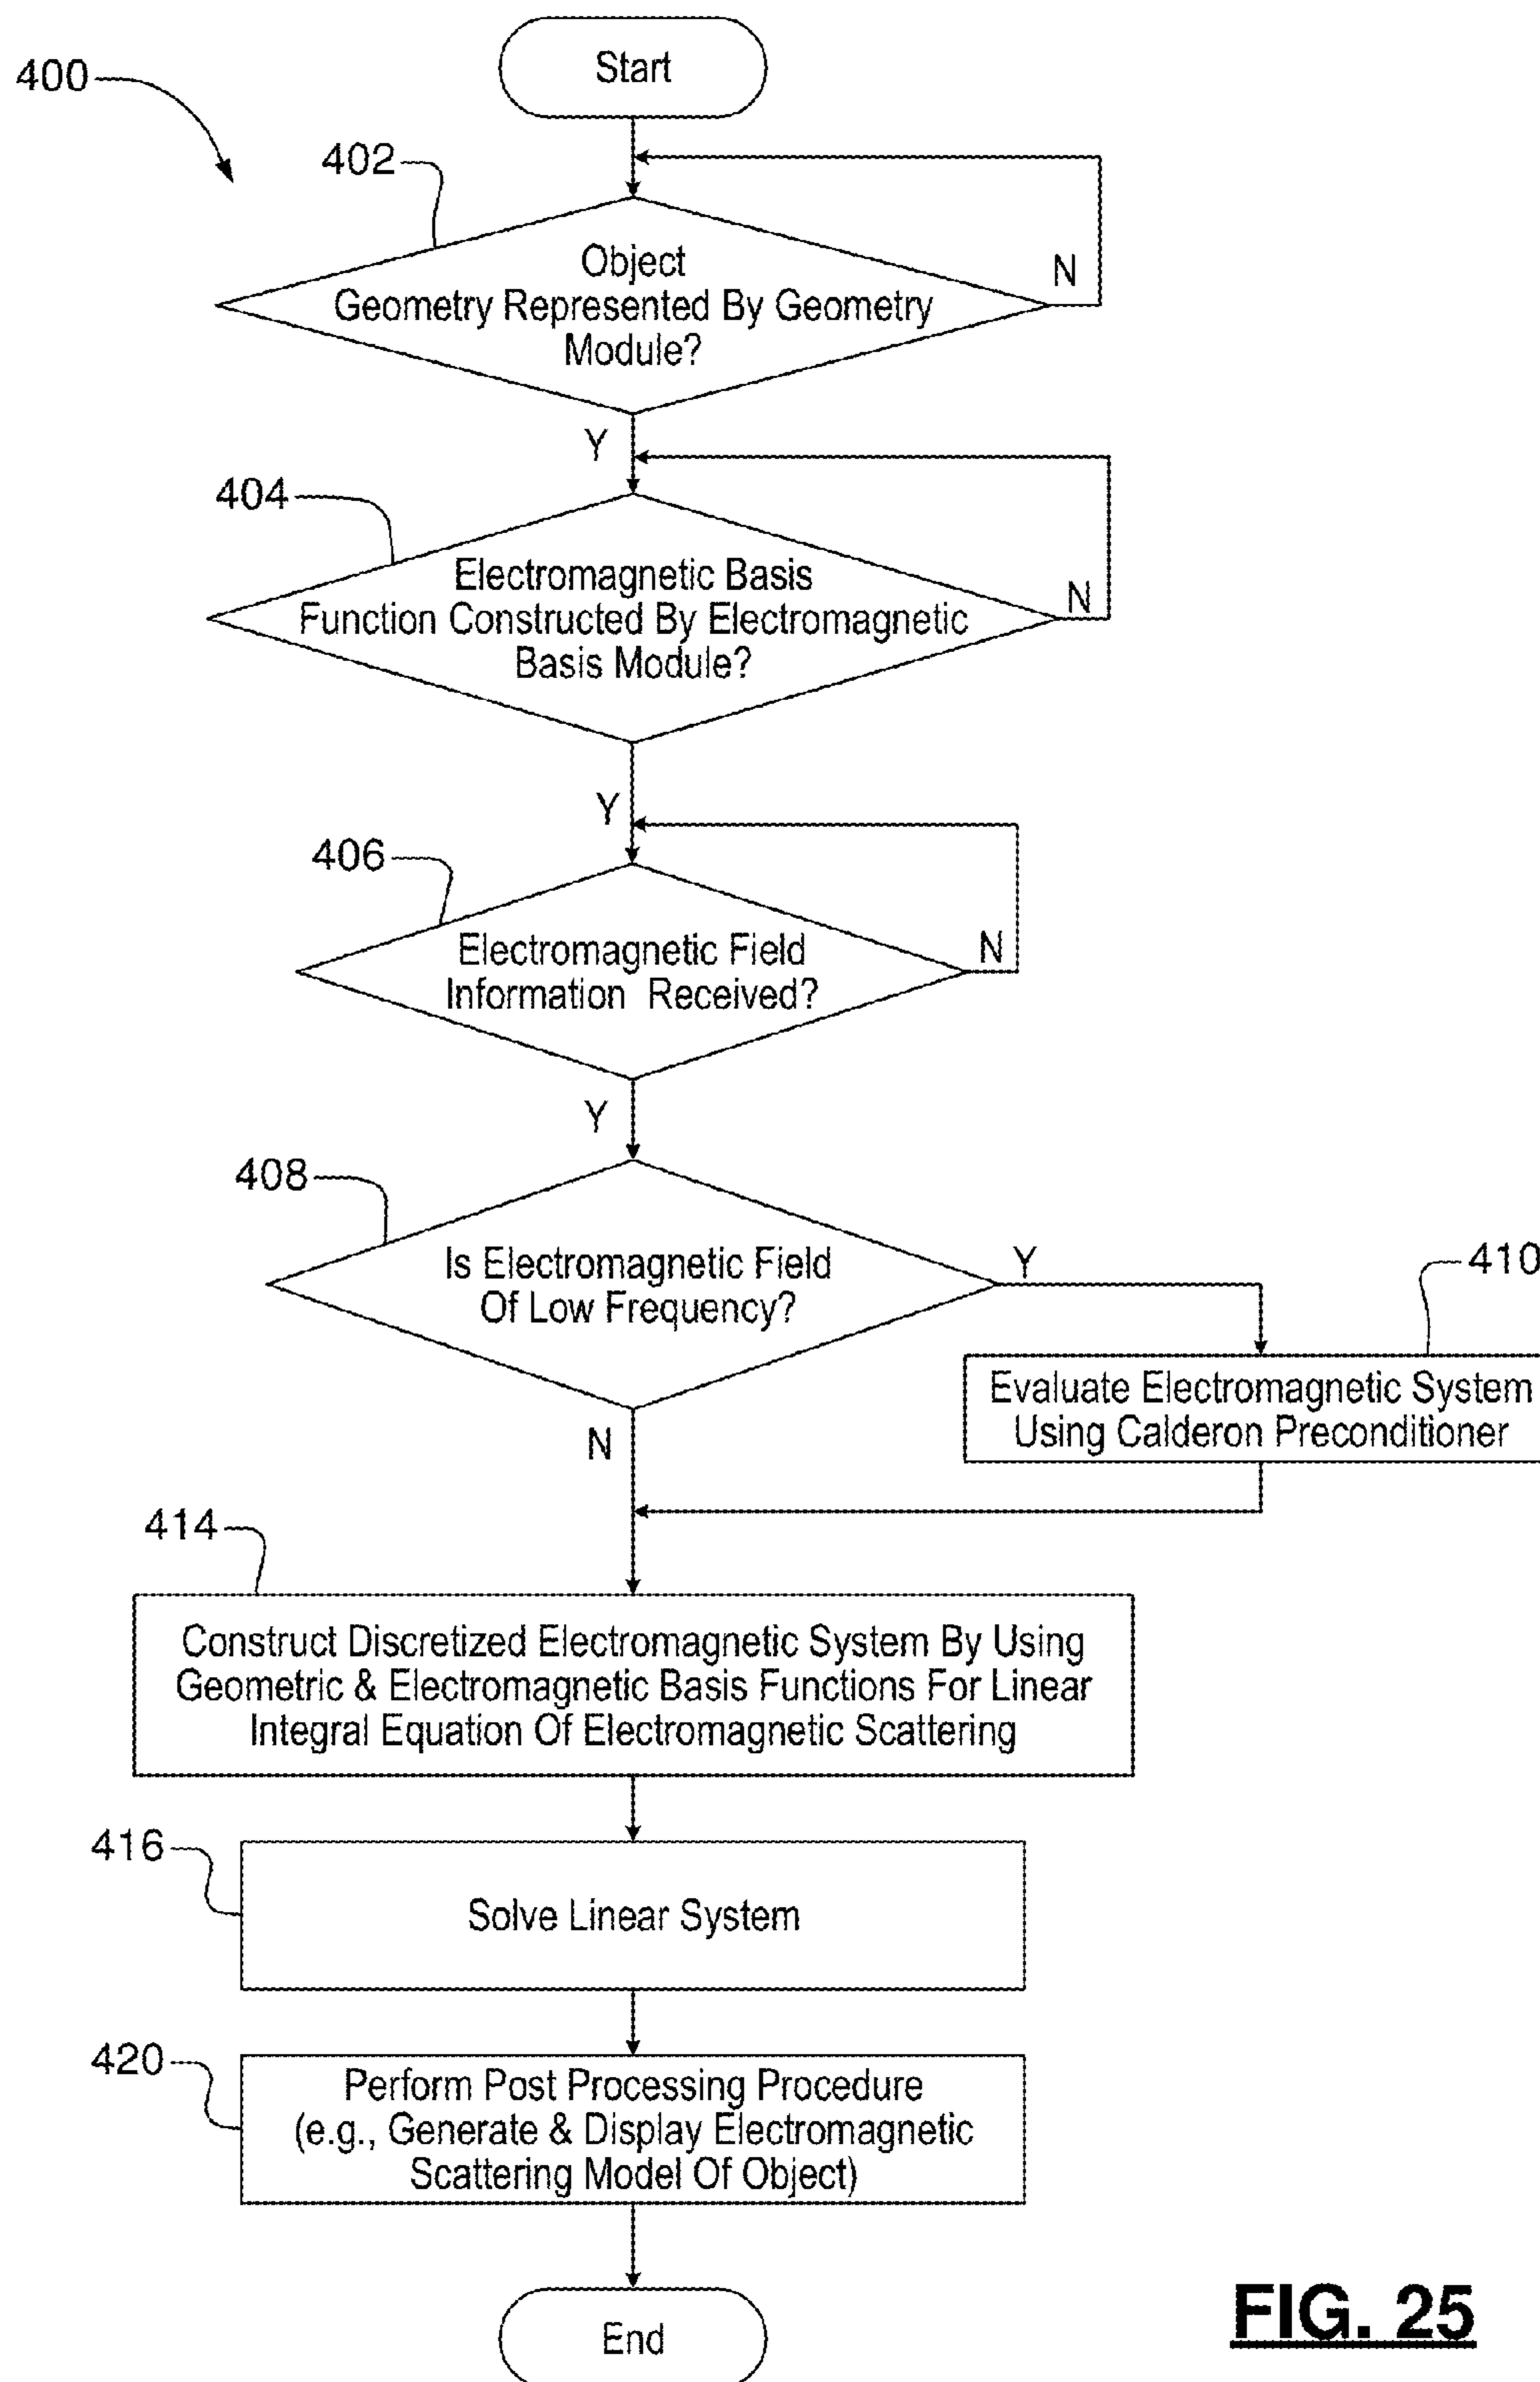 Start
400
402
Object
Geometry Represented By Geometry
Module?
N
Y
404
Electromagnetic Basis
Function Constructed By Electromagnetic
Basis Module?
N
Y
406
Electromagnetic Field
Information Received?
N
Y
408
Is Electromagnetic Field
Of Low Frequency?
Y
410
Evaluate Electromagnetic System
Using Calderon Preconditioner
N
414
Construct Discretized Electromagnetic System By Using
Geometric & Electromagnetic Basis Functions For Linear
Integral Equation Of Electromagnetic Scattering
416
Solve Linear System
420
Perform Post Processing Procedure
(e.g., Generate & Display Electromagnetic
Scattering Model Of Object)
End
FIG. 25